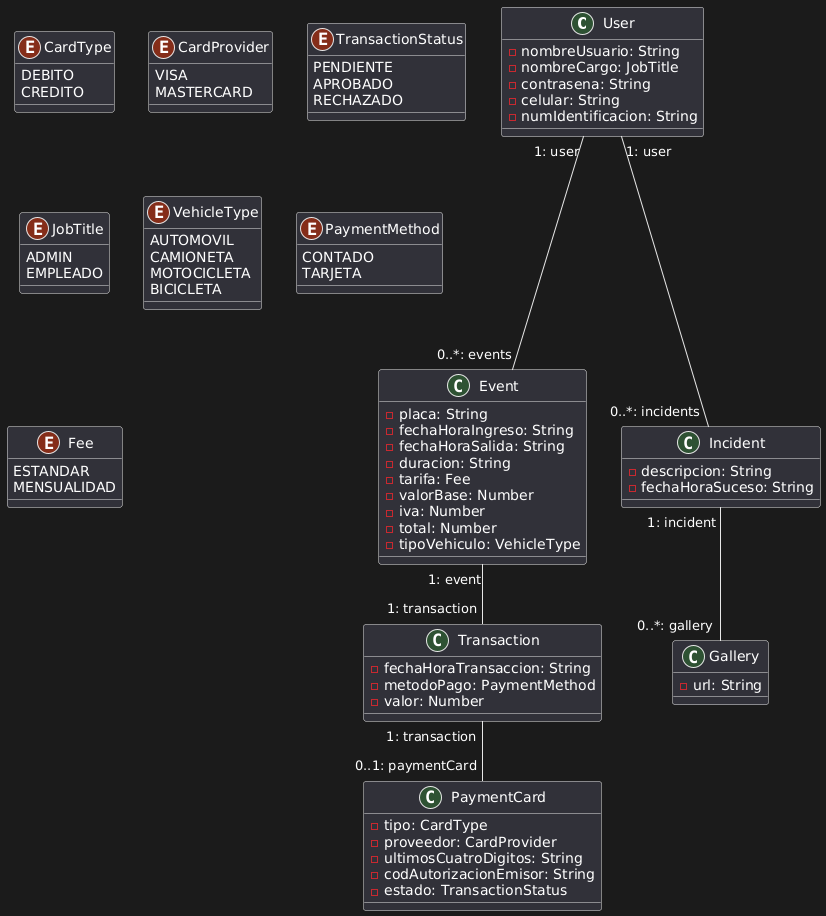 E CardType
DEBITO
CREDITO
E CardProvider
VISA
MASTERCARD
E TransactionStatus
PENDIENTE
APROBADO
RECHAZADO
C User
nombreUsuario: String
nombreCargo: JobTitle
contrasena: String
celular: String
numIdentificacion: String
1: user
1: user
E JobTitle
ADMIN
EMPLEADO
E VehicleType
AUTOMOVIL
CAMIONETA
MOTOCICLETA
BICICLETA
E PaymentMethod
CONTADO
TARJETA
0..*: events
0..*: incidents
E Fee
ESTANDAR
MENSUALIDAD
C Event
placa: String
fechaHoraIngreso: String
fechaHoraSalida: String
duracion: String
tarifa: Fee
valorBase: Number
iva: Number
total: Number
tipoVehiculo: VehicleType
C Incident
descripcion: String
fechaHoraSuceso: String
1: incident
1: event
1: transaction
0..*: gallery
C Transaction
fechaHoraTransaccion: String
metodoPago: PaymentMethod
valor: Number
C Gallery
url: String
1: transaction
0..1: paymentCard
C PaymentCard
tipo: CardType
proveedor: CardProvider
ultimosCuatroDigitos: String
codAutorizacionEmisor: String
estado: TransactionStatus